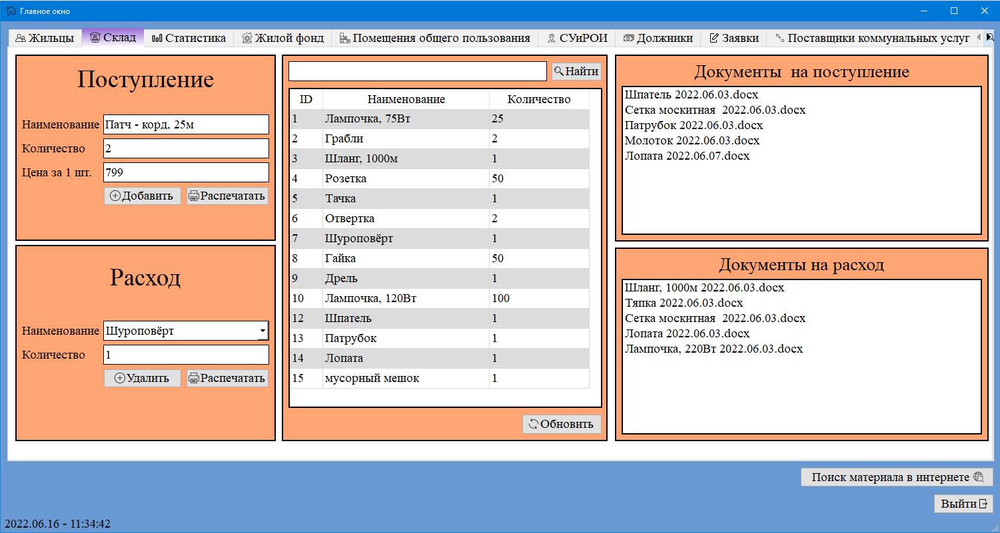 Главное окно
Жильцы Склад Статистика Жилой фонд Помещения общего пользования СУиРОИ Должники Заявки Поставщики коммунальных услуг
Поступление
Наименование Патч - корд, 25м
Количество 2
Цена за 1 шт. 799
Добавить Распечатать
Расход
Наименование Шуроповёрт
Количество 1
Удалить Распечатать
Найти
ID Наименование Количество
1 Лампочка, 75Вт 25
2 Грабли 2
3 Шланг, 1000м 1
4 Розетка 50
5 Тачка 1
6 Отвертка 2
7 Шуроповёрт 1
8 Гайка 50
9 Дрель 1
10 Лампочка, 120Вт 100
12 Шпатель 1
13 Патрубок 1
14 Лопата 1
15 мусорный мешок 1
Обновить
Документы  на поступление
Шпатель 2022.06.03.docx
Сетка москитная  2022.06.03.docx
Патрубок 2022.06.03.docx
Молоток 2022.06.03.docx
Лопата 2022.06.07.docx
Документы на расход
Шланг, 1000м 2022.06.03.docx
Тяпка 2022.06.03.docx
Сетка москитная  2022.06.03.docx
Лопата 2022.06.03.docx
Лампочка, 220Вт 2022.06.03.docx
Поиск материала в интернете
Выйти
2022.06.16 - 11:34:42